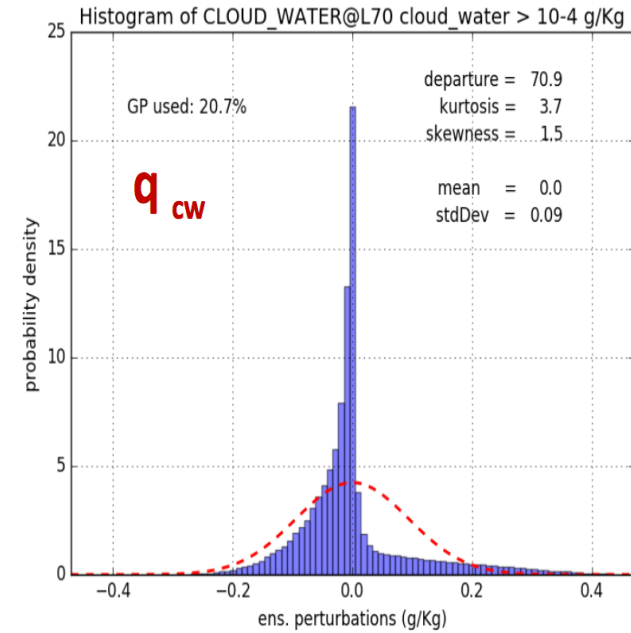 Histogram of CLOUD_WATER@L70 cloud_water > 10-4 g/Kg
25
20
15
10
5
0
probability density
GP used: 20.7%
q cw
departure = 70.9
kurtosis = 3.7
skewness = 1.5
mean = 0.0
stdDev = 0.09
−0.4 −0.2 0.0 0.2 0.4
ens. perturbations (g/Kg)